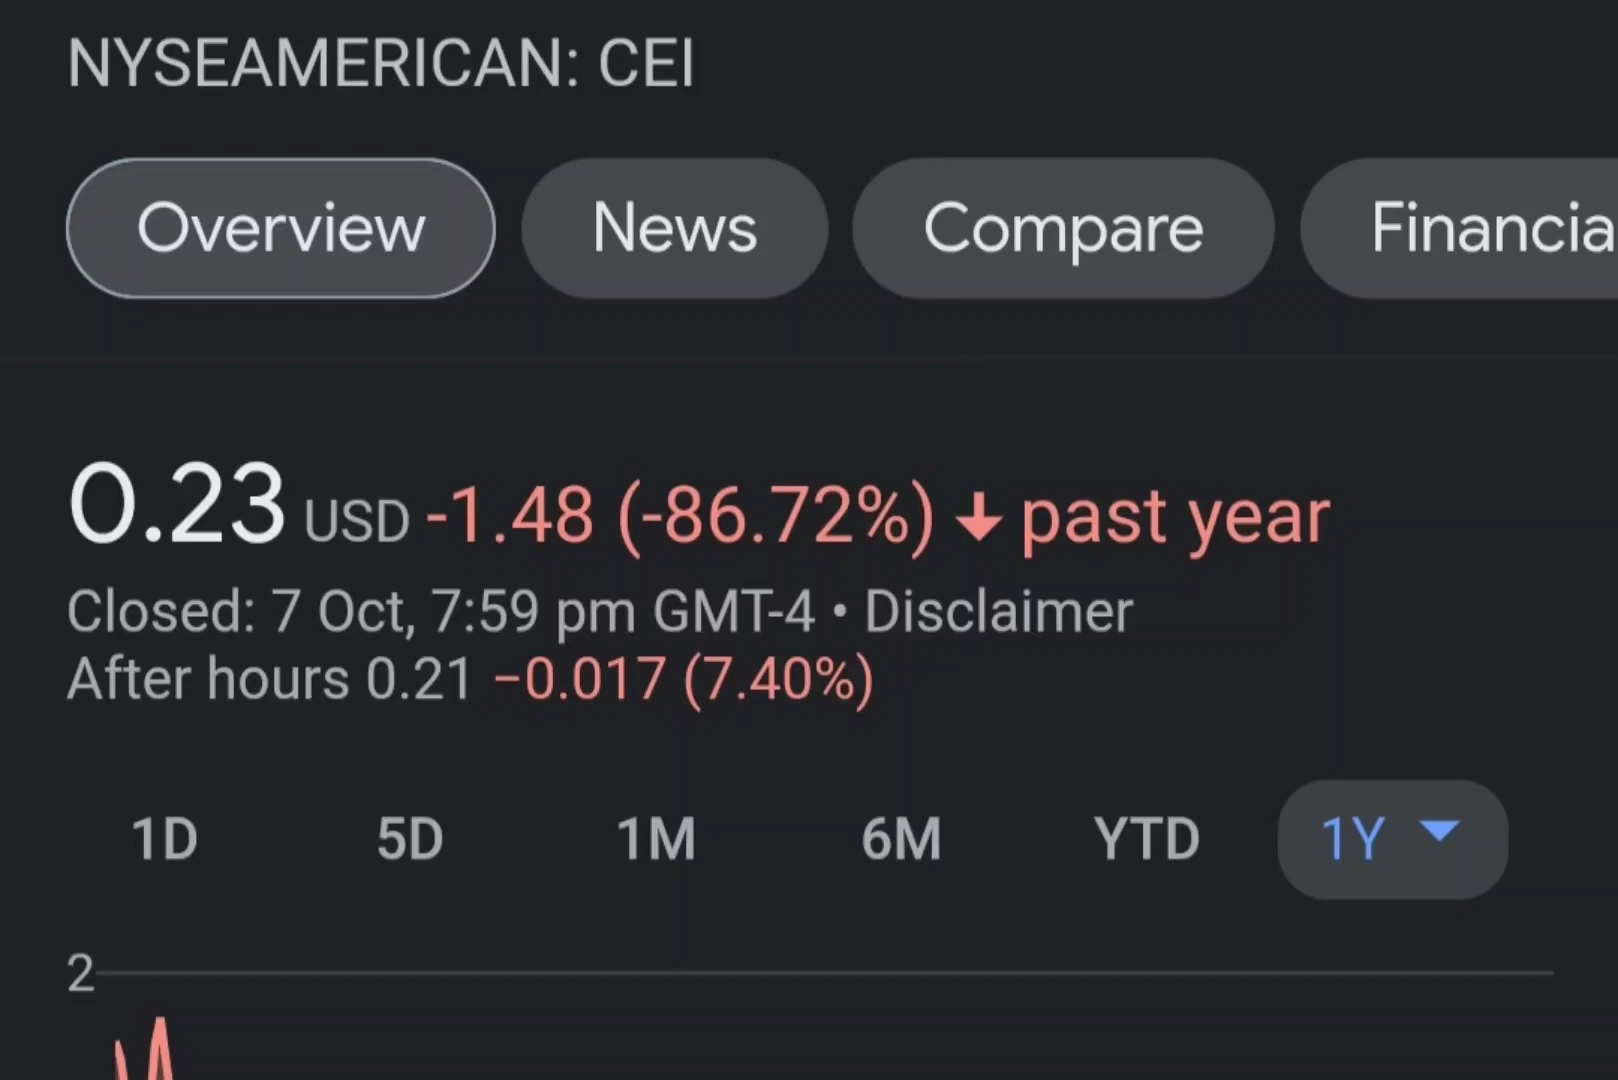 NYSEAMERICAN: CEI
Overview News Compare Financia
0.23 USD -1.48 (-86.72%) ↓ past year
Closed: 7 Oct, 7:59 pm GMT-4 • Disclaimer
After hours 0.21 −0.017 (7.40%)
1D 5D 1M 6M YTD 1Y
2